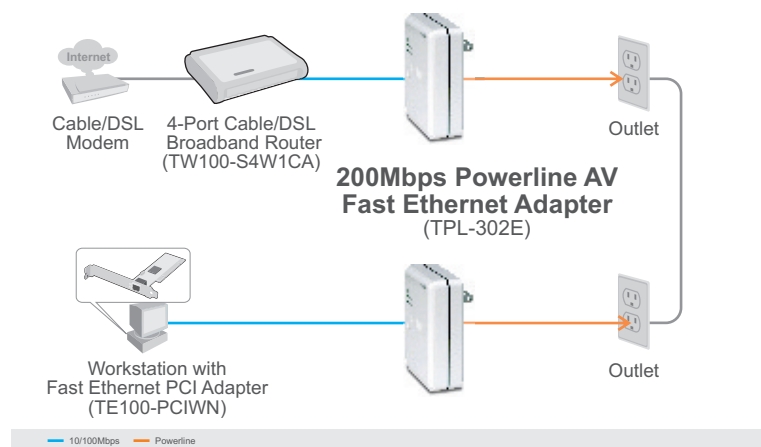 Internet
Cable/DSL
Modem
4-Port Cable/DSL
Broadband Router
(TW100-S4W1CA)
Outlet
200Mbps Powerline AV
Fast Ethernet Adapter
(TPL-302E)
Workstation with
Fast Ethernet PCI Adapter
(TE100-PCIWN)
Outlet
10/100Mbps Powerline